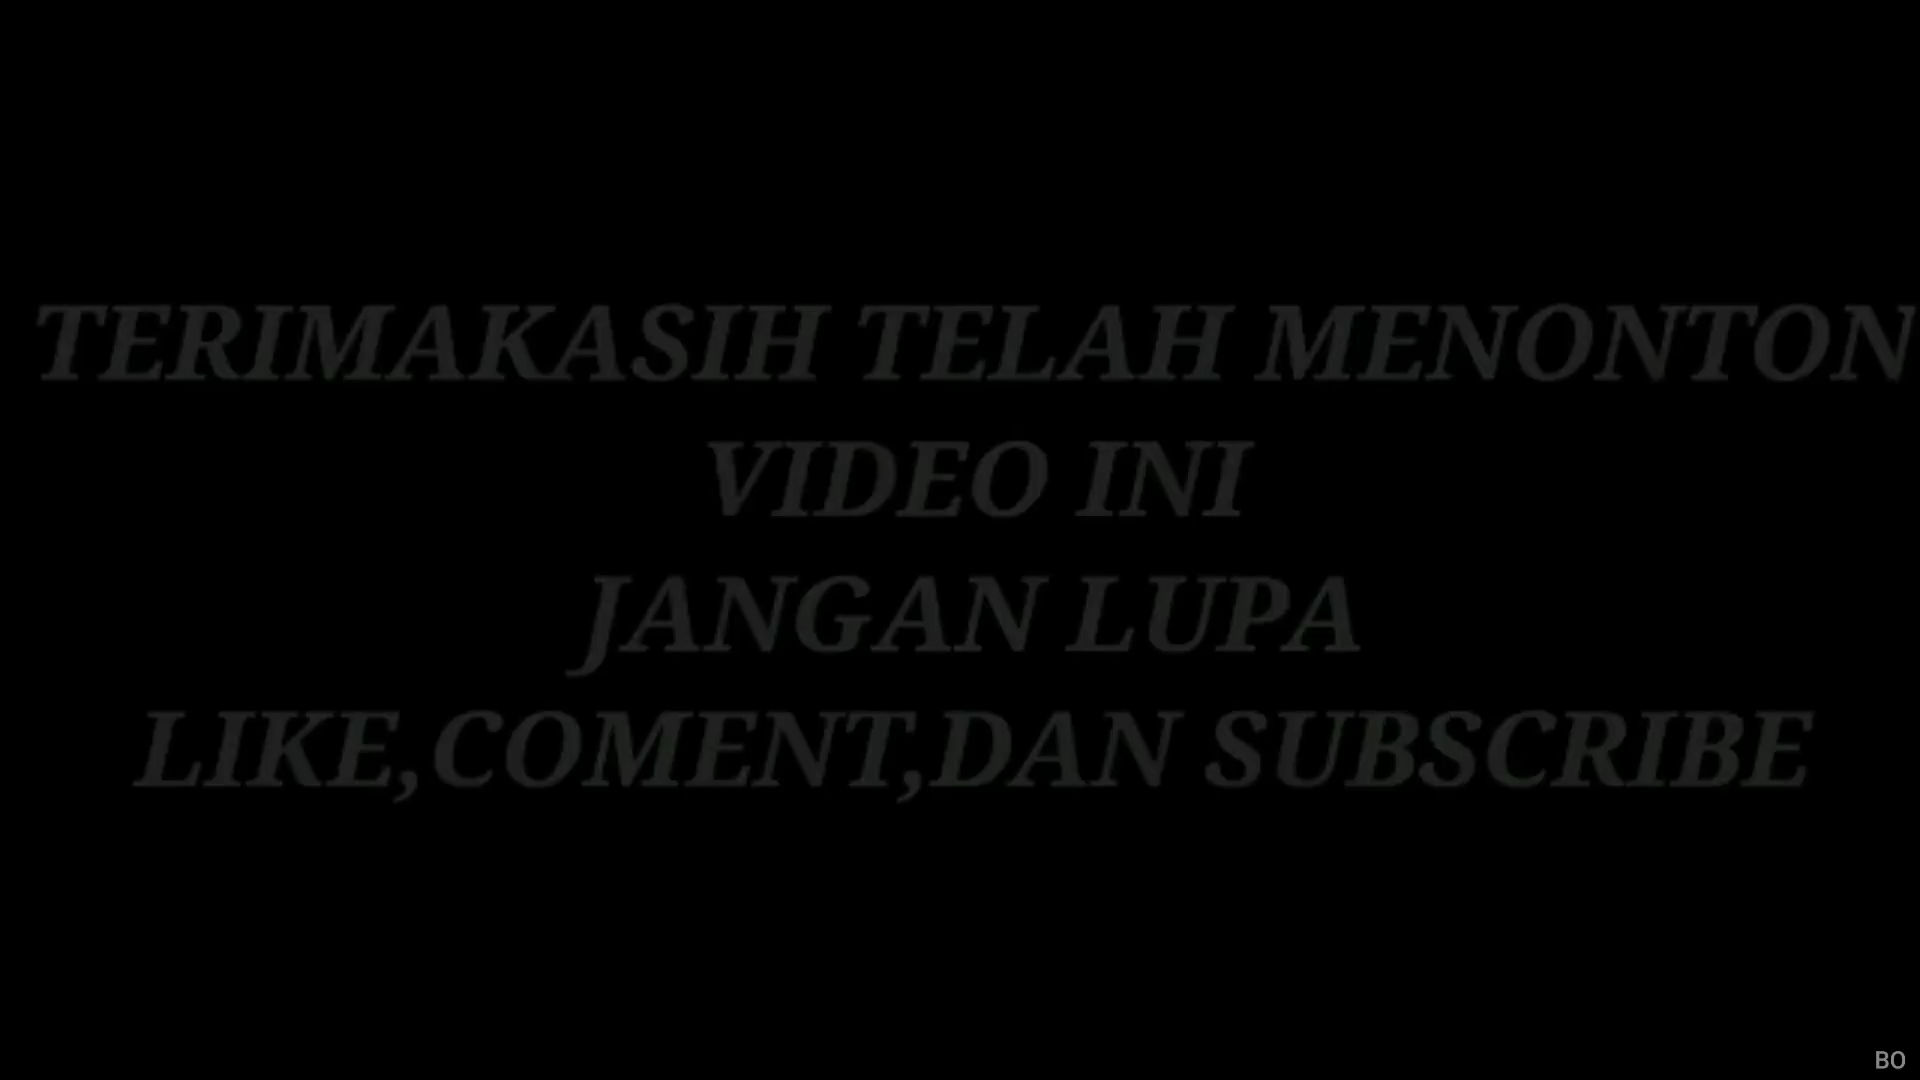 TERIMAKASIH TELAH MENONTON
VIDEO INI
JANGAN LUPA
LIKE,COMENT,DAN SUBSCRIBE
BO